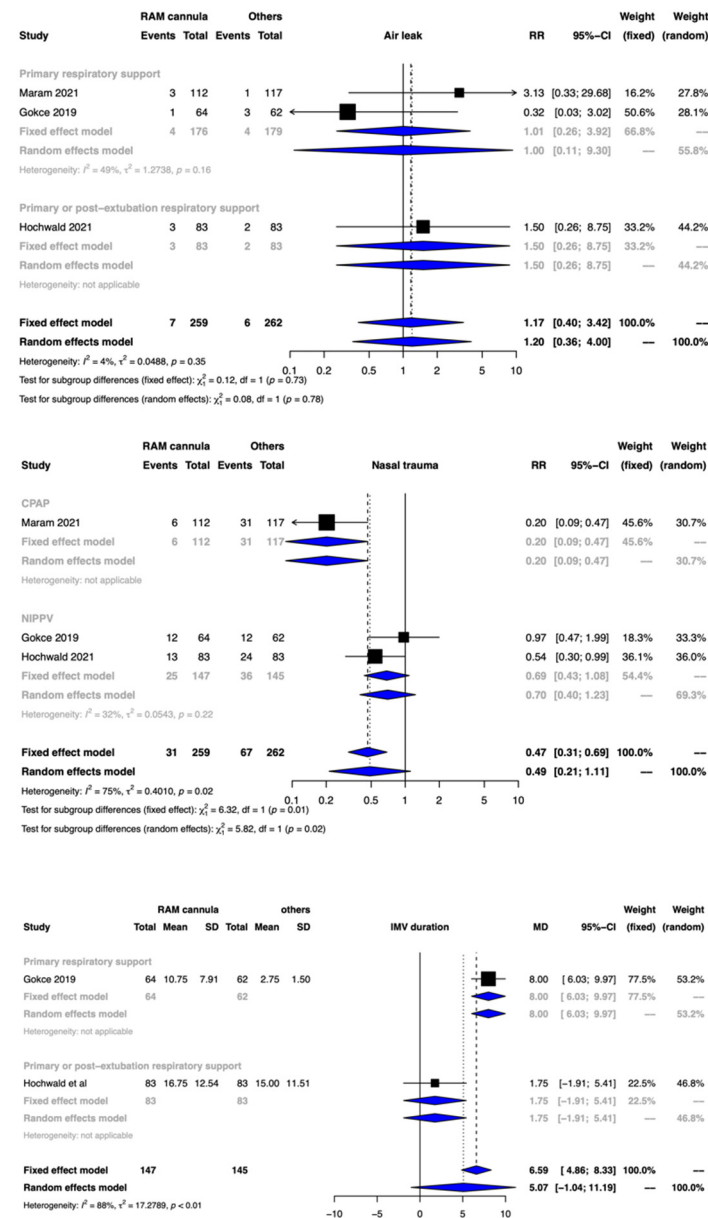 RAM cannula Others Weight Weight
Study Events Total Events Total Air leak RR 95%−CI (fixed) (random)
Primary respiratory support
Maram 2021 3 112 1 117 3.13 [0.33; 29.68] 16.2% 27.8%
Gokce 2019 1 64 3 62 0.32 [0.03; 3.02] 50.6% 28.1%
Fixed effect model 4 176 4 179 1.01 [0.26; 3.92] 66.8% −−
Random effects model 1.00 [0.11; 9.30] −− 55.8%
Heterogeneity: I² = 49%, τ² = 1.2738, p = 0.16
Primary or post−extubation respiratory support
Hochwald 2021 3 83 2 83 1.50 [0.26; 8.75] 33.2% 44.2%
Fixed effect model 3 83 2 83 1.50 [0.26; 8.75] 33.2% −−
Random effects model 1.50 [0.26; 8.75] −− 44.2%
Heterogeneity: not applicable
Fixed effect model 7 259 6 262 1.17 [0.40; 3.42] 100.0% −−
Random effects model 1.20 [0.36; 4.00] −− 100.0%
Heterogeneity: I² = 4%, τ² = 0.0488, p = 0.35
0.1 0.2 0.5 1 2 5 10
Test for subgroup differences (fixed effect): χ²₁ = 0.12, df = 1 (p = 0.73)
Test for subgroup differences (random effects): χ²₁ = 0.08, df = 1 (p = 0.78)
RAM cannula Others Weight Weight
Study Events Total Events Total Nasal trauma RR 95%−CI (fixed) (random)
CPAP
Maram 2021 6 112 31 117 0.20 [0.09; 0.47] 45.6% 30.7%
Fixed effect model 6 112 31 117 0.20 [0.09; 0.47] 45.6% −−
Random effects model 0.20 [0.09; 0.47] −− 30.7%
Heterogeneity: not applicable
NIPPV
Gokce 2019 12 64 12 62 0.97 [0.47; 1.99] 18.3% 33.3%
Hochwald 2021 13 83 24 83 0.54 [0.30; 0.99] 36.1% 36.0%
Fixed effect model 25 147 36 145 0.69 [0.43; 1.08] 54.4% −−
Random effects model 0.70 [0.40; 1.23] −− 69.3%
Heterogeneity: I² = 32%, τ² = 0.0543, p = 0.22
Fixed effect model 31 259 67 262 0.47 [0.31; 0.69] 100.0% −−
Random effects model 0.49 [0.21; 1.11] −− 100.0%
Heterogeneity: I² = 75%, τ² = 0.4010, p = 0.02
0.1 0.2 0.5 1 2 5 10
Test for subgroup differences (fixed effect): χ²₁ = 6.32, df = 1 (p = 0.01)
Test for subgroup differences (random effects): χ²₁ = 5.82, df = 1 (p = 0.02)
RAM cannula others Weight Weight
Study Total Mean SD Total Mean SD IMV duration MD 95%−CI (fixed) (random)
Primary respiratory support
Gokce 2019 64 10.75 7.91 62 2.75 1.50 8.00 [ 6.03; 9.97] 77.5% 53.2%
Fixed effect model 64 62 8.00 [ 6.03; 9.97] 77.5% −−
Random effects model 8.00 [ 6.03; 9.97] −− 53.2%
Heterogeneity: not applicable
Primary or post−extubation respiratory support
Hochwald et al 83 16.75 12.54 83 15.00 11.51 1.75 [−1.91; 5.41] 22.5% 46.8%
Fixed effect model 83 83 1.75 [−1.91; 5.41] 22.5% −−
Random effects model 1.75 [−1.91; 5.41] −− 46.8%
Heterogeneity: not applicable
Fixed effect model 147 145 6.59 [ 4.86; 8.33] 100.0% −−
Random effects model 5.07 [−1.04; 11.19] −− 100.0%
Heterogeneity: I² = 88%, τ² = 17.2789, p < 0.01
−10 −5 0 5 10